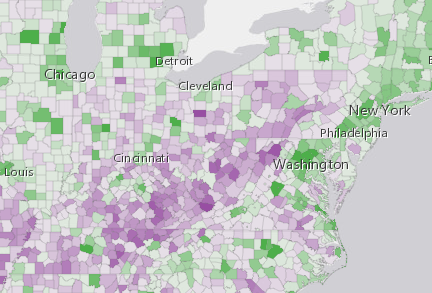 Detroit
Chicago
Cleveland
New York
Philadelphia
Cincinnati
Washington
Louis